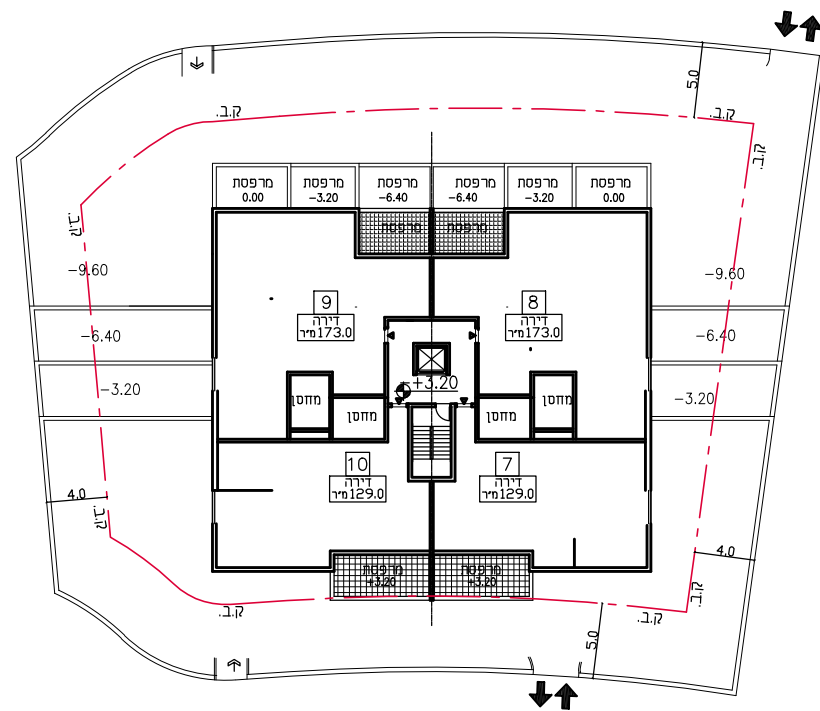 5.0
ק.ב.
ק.ב.
ק.ב.
ק.ב.
מרפסת
0.00
מרפסת
-3.20
מרפסת
-6.40
מרפסת
-6.40
מרפסת
-3.20
מרפסת
0.00
מרפסת
מרפסת
-9.60
-9.60
9
דירה
173.0מ״ר
8
דירה
173.0מ״ר
-6.40
-6.40
-3.20
-3.20
+3.20
מחסן
מחסן
מחסן
מחסן
10
דירה
129.0מ״ר
7
דירה
129.0מ״ר
4.0
ק.ב.
4.0
מרפסת
+3.20
מרפסת
+3.20
ק.ב.
ק.ב.
ק.ב.
5.0